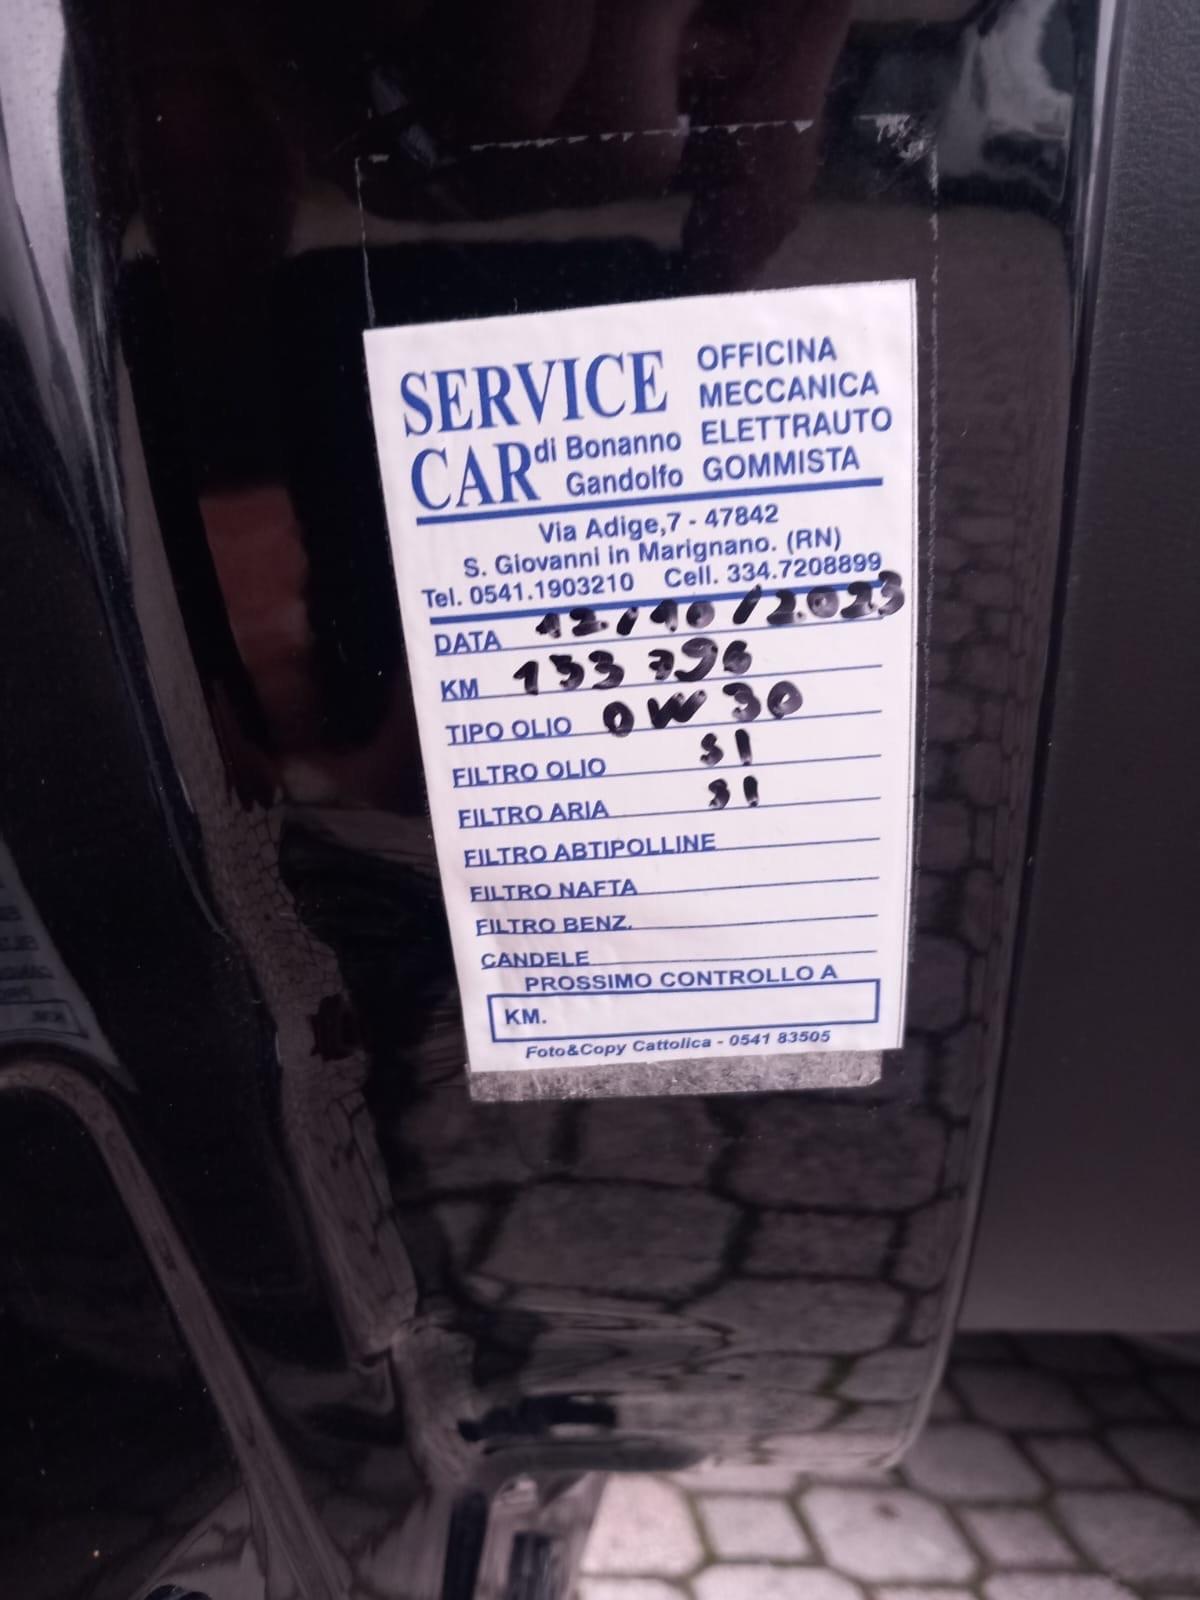 SERVICE CAR di Bonanno Gandolfo
OFFICINA
MECCANICA
ELETTRAUTO
GOMMISTA
Via Adige,7 - 47842
S. Giovanni in Marignano. (RN)
Tel. 0541.1903210 Cell. 334.7208899
DATA 12/10/2023
KM 133 796
TIPO OLIO 0W30
FILTRO OLIO SI
FILTRO ARIA SI
FILTRO ABTIPOLLINE
FILTRO NAFTA
FILTRO BENZ.
CANDELE
PROSSIMO CONTROLLO A
KM.
Foto&Copy Cattolica - 0541 83505